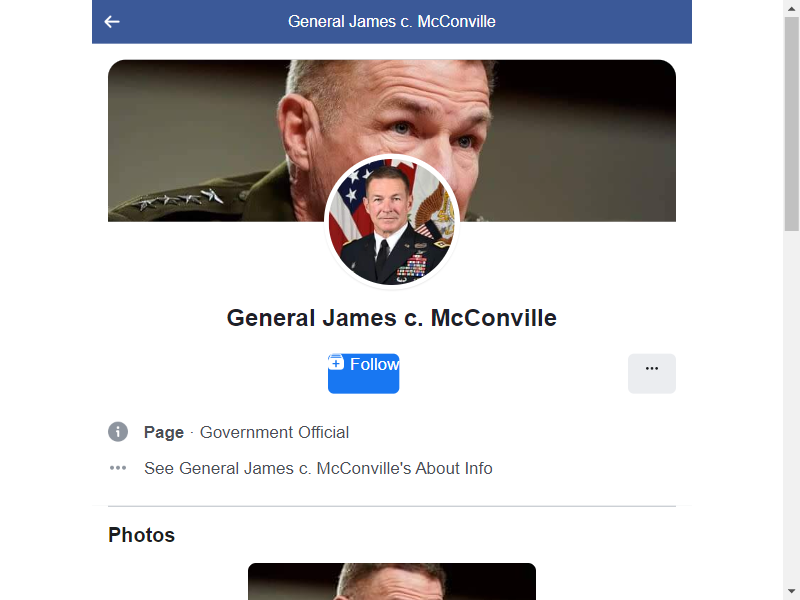 General James c. McConville
General James c. McConville
Follow
Page · Government Official
See General James c. McConville's About Info
Photos